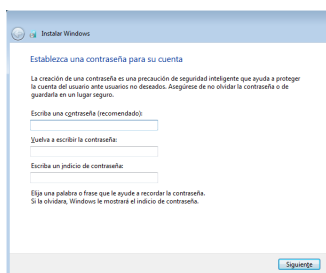 Instalar Windows
Establezca una contraseña para su cuenta
La creación de una contraseña es una precaución de seguridad inteligente que ayuda a proteger
la cuenta del usuario ante usuarios no deseados. Asegúrese de no olvidar la contraseña o de
guardarla en un lugar seguro.
Escriba una contraseña (recomendado):
Vuelva a escribir la contraseña:
Escriba un indicio de contraseña:
Elija una palabra o frase que le ayude a recordar la contraseña.
Si la olvidara, Windows le mostrará el indicio de contraseña.
Siguiente